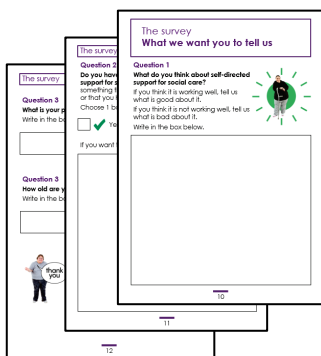 The survey
What we want you to tell us
Question 1
What do you think about self-directed
support for social care?
If you think it is working well, tell us
what is good about it.
If you think it is not working well, tell us
what is bad about it.
Write in the box below.
10
The survey
Question 2
Do you have
support for s
something t
or that you
Choose 1 bo
Ye
If you want
11
The survey
Question 3
What is your p
Write in the bo
Question 3
How old are y
Write in the bo
thank
you
12